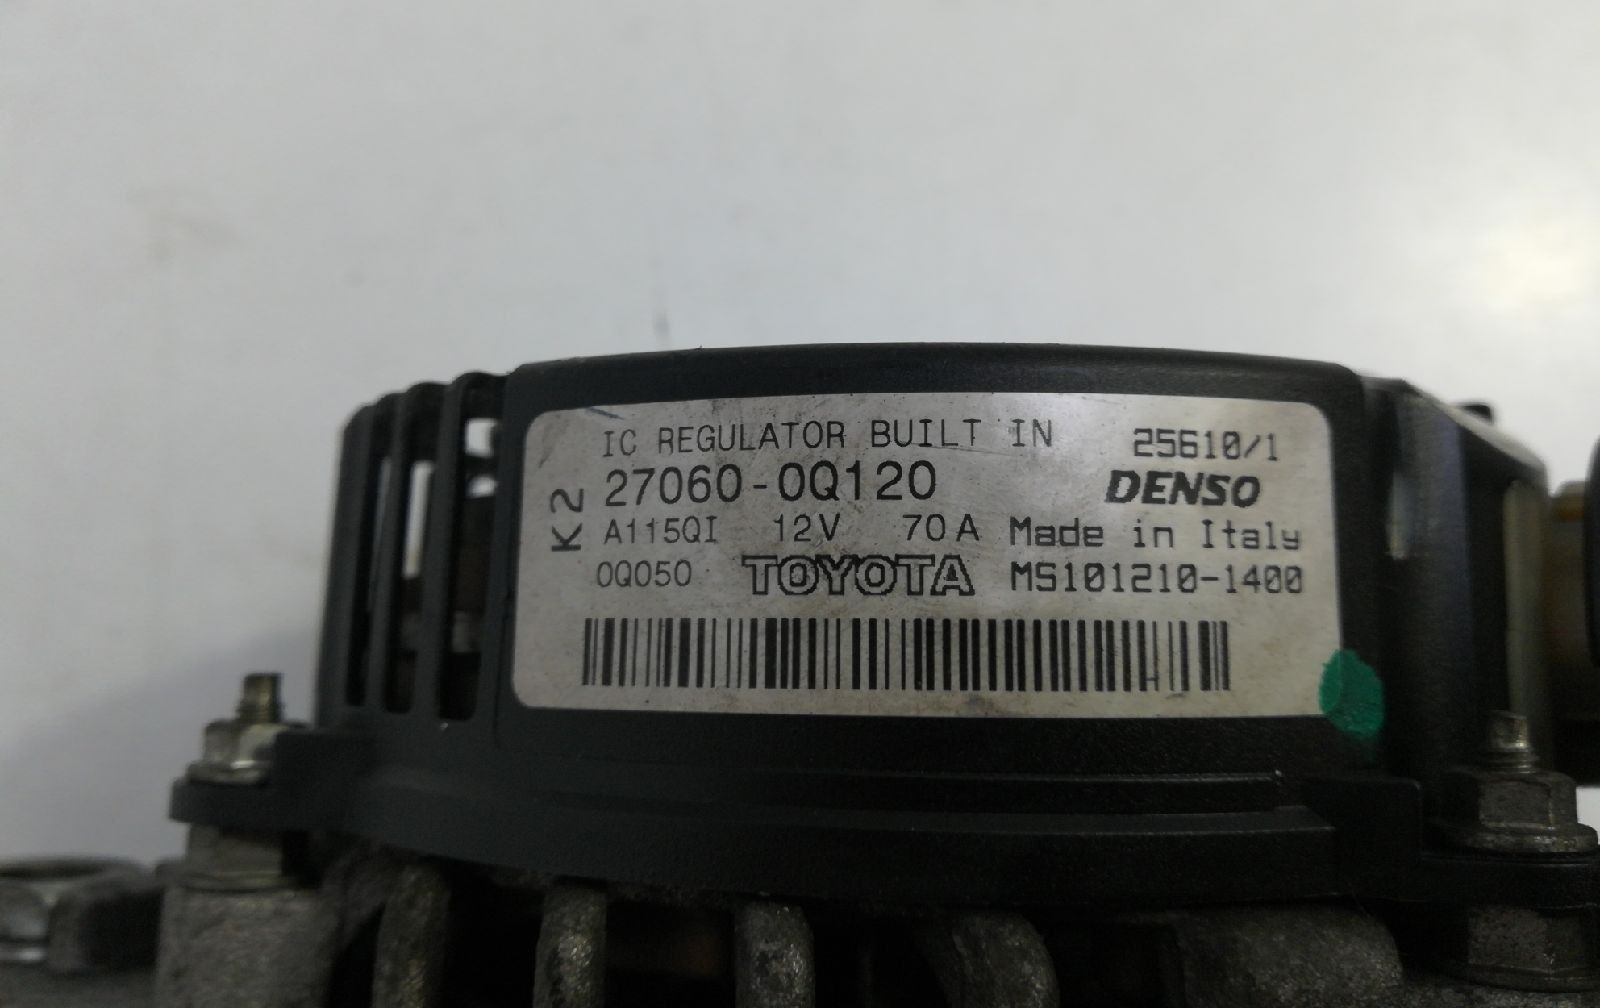 IC REGULATOR BUILT IN 25610/1
K2 27060-0Q120 DENSO
A115QI 12V 70A Made in Italy
0Q050 TOYOTA MS101210-1400